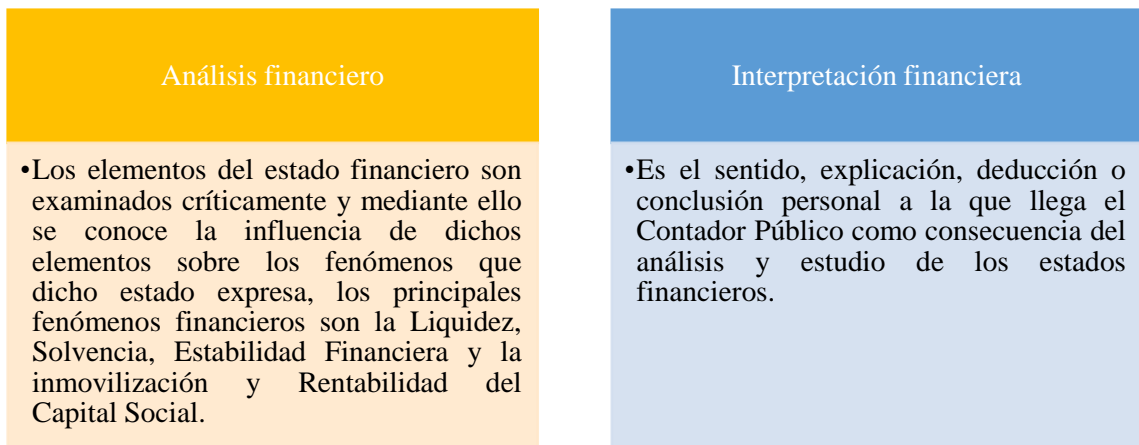 Análisis financiero
•Los elementos del estado financiero son
examinados críticamente y mediante ello
se conoce la influencia de dichos
elementos sobre los fenómenos que
dicho estado expresa, los principales
fenómenos financieros son la Liquidez,
Solvencia, Estabilidad Financiera y la
inmovilización y Rentabilidad del
Capital Social.
Interpretación financiera
•Es el sentido, explicación, deducción o
conclusión personal a la que llega el
Contador Público como consecuencia del
análisis y estudio de los estados
financieros.